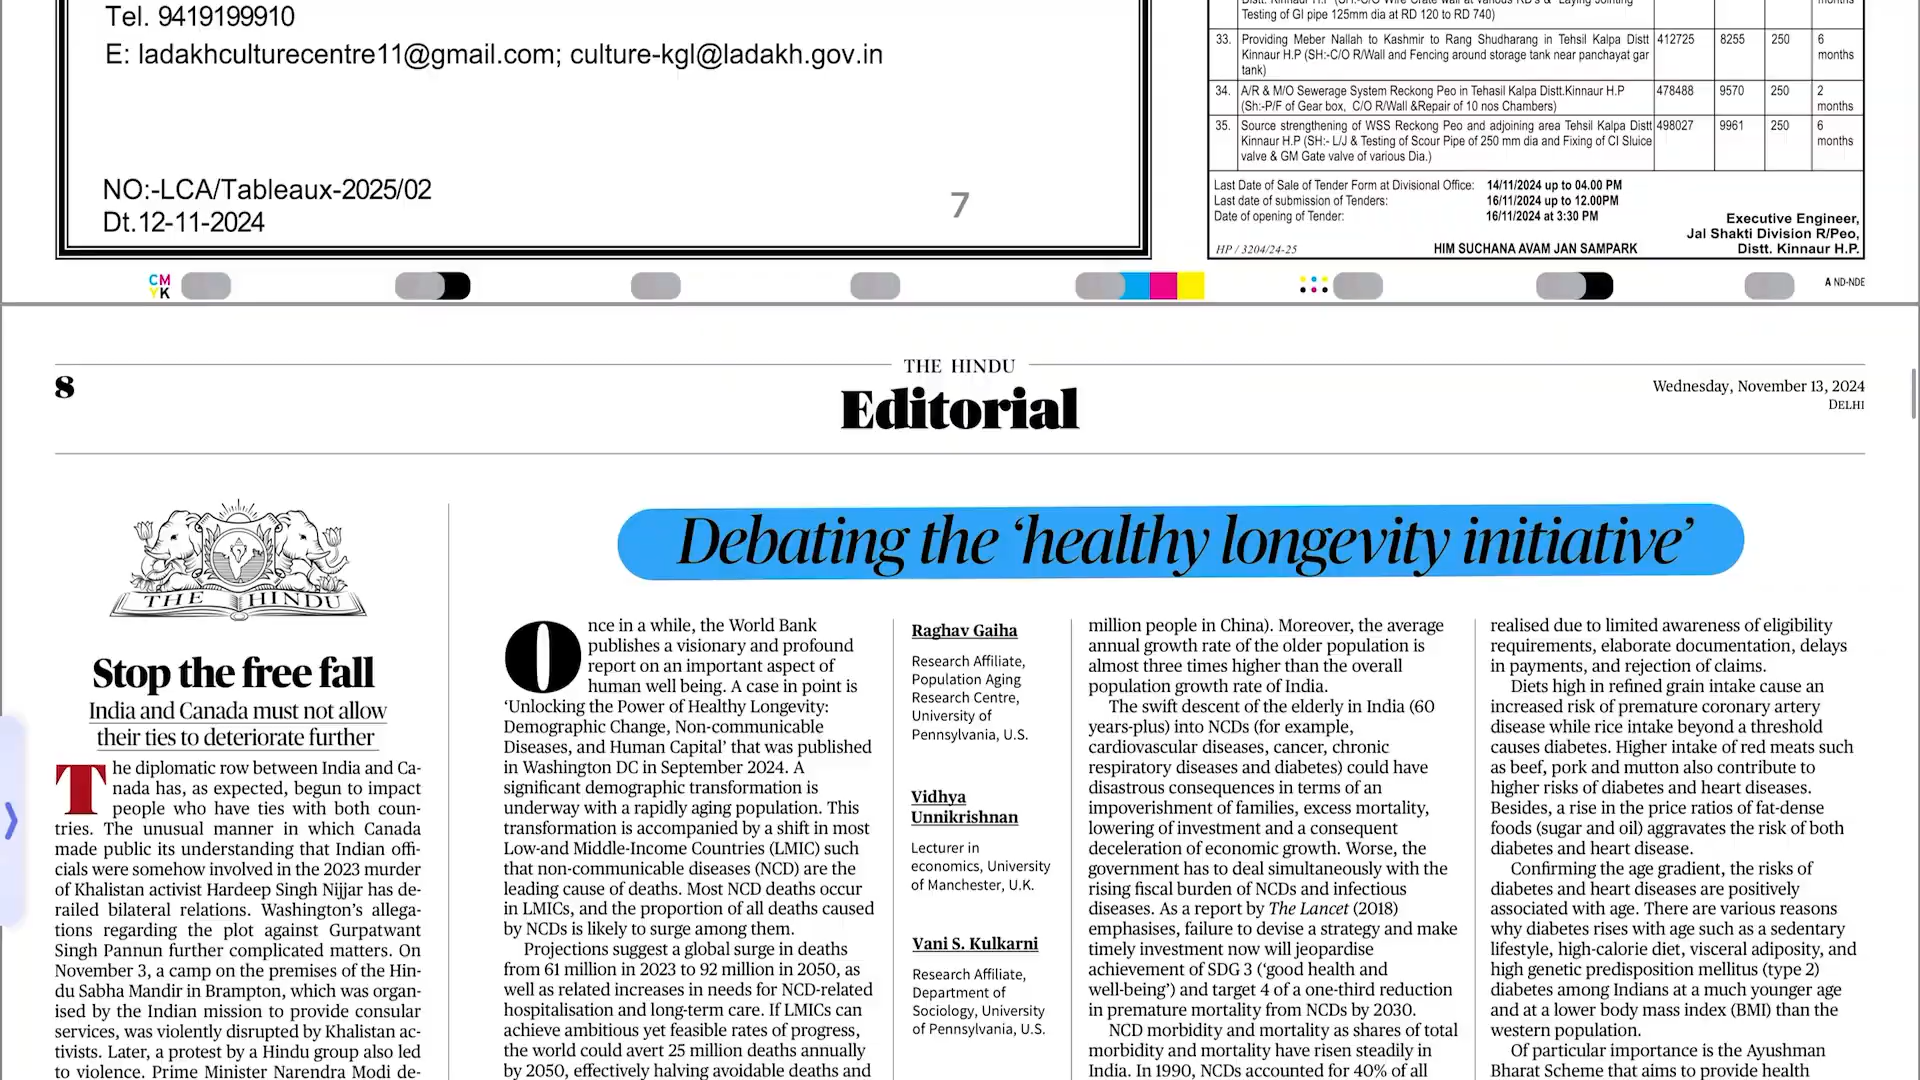 Tel. 9419199910
E: ladakhculturecentre11@gmail.com; culture-kgl@ladakh.gov.in
NO:-LCA/Tableaux-2025/02
Dt.12-11-2024
7
Testing of GI pipe 125mm dia at RD 120 to RD 740)
months
33. Providing Meber Nallah to Kashmir to Rang Shudharang in Tehsil Kalpa Distt 412725 8255 250 6
Kinnaur H.P (SH:-C/O R/Wall and Fencing around storage tank near panchayat gar months
tank)
34. A/R & M/O Sewerage System Reckong Peo in Tehasil Kalpa Distt.Kinnaur H.P 478488 9570 250 2
(Sh:-P/F of Gear box, C/O R/Wall &Repair of 10 nos Chambers) months
35. Source strengthening of WSS Reckong Peo and adjoining area Tehsil Kalpa Distt 498027 9961 250 6
Kinnaur H.P (SH:- L/J & Testing of Scour Pipe of 250 mm dia and Fixing of CI Sluice months
valve & GM Gate valve of various Dia.)
Last Date of Sale of Tender Form at Divisional Office: 14/11/2024 up to 04.00 PM
Last date of submission of Tenders: 16/11/2024 up to 12.00PM
Date of opening of Tender: 16/11/2024 at 3:30 PM
Executive Engineer,
Jal Shakti Division R/Peo,
Distt. Kinnaur H.P.
HP / 3204/24-25 HIM SUCHANA AVAM JAN SAMPARK
CM
YK
A ND-NDE
8
THE HINDU
Editorial
Wednesday, November 13, 2024
DELHI
THE HINDU
Stop the free fall
India and Canada must not allow
their ties to deteriorate further
The diplomatic row between India and Ca-
nada has, as expected, begun to impact
people who have ties with both coun-
tries. The unusual manner in which Canada
made public its understanding that Indian offi-
cials were somehow involved in the 2023 murder
of Khalistan activist Hardeep Singh Nijjar has de-
railed bilateral relations. Washington's allega-
tions regarding the plot against Gurpatwant
Singh Pannun further complicated matters. On
November 3, a camp on the premises of the Hin-
du Sabha Mandir in Brampton, which was organ-
ised by the Indian mission to provide consular
services, was violently disrupted by Khalistan ac-
tivists. Later, a protest by a Hindu group also led
to violence. Prime Minister Narendra Modi de-
Debating the 'healthy longevity initiative'
Once in a while, the World Bank
publishes a visionary and profound
report on an important aspect of
human well being. A case in point is
'Unlocking the Power of Healthy Longevity:
Demographic Change, Non-communicable
Diseases, and Human Capital' that was published
in Washington DC in September 2024. A
significant demographic transformation is
underway with a rapidly aging population. This
transformation is accompanied by a shift in most
Low-and Middle-Income Countries (LMIC) such
that non-communicable diseases (NCD) are the
leading cause of deaths. Most NCD deaths occur
in LMICs, and the proportion of all deaths caused
by NCDs is likely to surge among them.
Projections suggest a global surge in deaths
from 61 million in 2023 to 92 million in 2050, as
well as related increases in needs for NCD-related
hospitalisation and long-term care. If LMICs can
achieve ambitious yet feasible rates of progress,
the world could avert 25 million deaths annually
by 2050, effectively halving avoidable deaths and
Raghav Gaiha
Research Affiliate,
Population Aging
Research Centre,
University of
Pennsylvania, U.S.
Vidhya
Unnikrishnan
Lecturer in
economics, University
of Manchester, U.K.
Vani S. Kulkarni
Research Affiliate,
Department of
Sociology, University
of Pennsylvania, U.S.
million people in China). Moreover, the average
annual growth rate of the older population is
almost three times higher than the overall
population growth rate of India.
The swift descent of the elderly in India (60
years-plus) into NCDs (for example,
cardiovascular diseases, cancer, chronic
respiratory diseases and diabetes) could have
disastrous consequences in terms of an
impoverishment of families, excess mortality,
lowering of investment and a consequent
deceleration of economic growth. Worse, the
government has to deal simultaneously with the
rising fiscal burden of NCDs and infectious
diseases. As a report by The Lancet (2018)
emphasises, failure to devise a strategy and make
timely investment now will jeopardise
achievement of SDG 3 ('good health and
well-being') and target 4 of a one-third reduction
in premature mortality from NCDs by 2030.
NCD morbidity and mortality as shares of total
morbidity and mortality have risen steadily in
India. In 1990, NCDs accounted for 40% of all
realised due to limited awareness of eligibility
requirements, elaborate documentation, delays
in payments, and rejection of claims.
Diets high in refined grain intake cause an
increased risk of premature coronary artery
disease while rice intake beyond a threshold
causes diabetes. Higher intake of red meats such
as beef, pork and mutton also contribute to
higher risks of diabetes and heart diseases.
Besides, a rise in the price ratios of fat-dense
foods (sugar and oil) aggravates the risk of both
diabetes and heart disease.
Confirming the age gradient, the risks of
diabetes and heart diseases are positively
associated with age. There are various reasons
why diabetes rises with age such as a sedentary
lifestyle, high-calorie diet, visceral adiposity, and
high genetic predisposition mellitus (type 2)
diabetes among Indians at a much younger age
and at a lower body mass index (BMI) than the
western population.
Of particular importance is the Ayushman
Bharat Scheme that aims to provide health